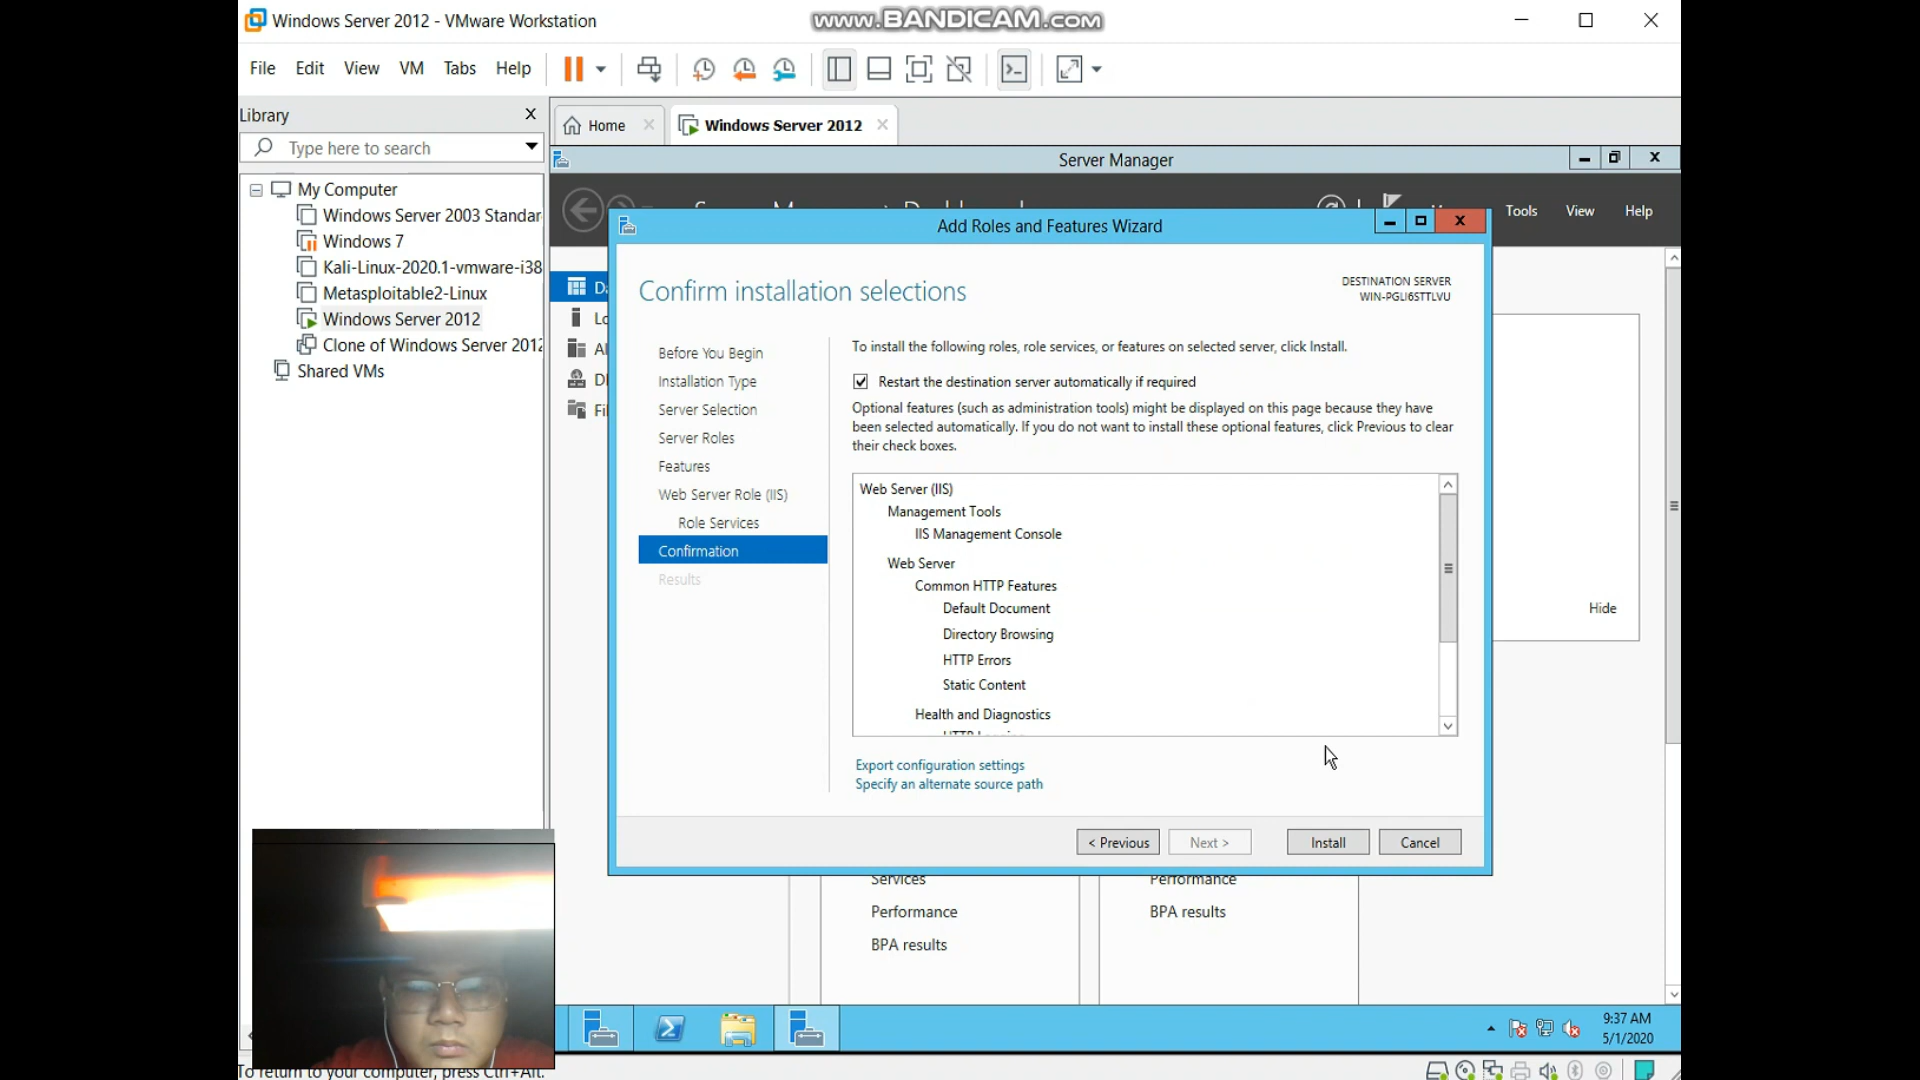 Windows Server 2012 - VMware Workstation
www.BANDICAM.com
File Edit View VM Tabs Help
Library
Home
Windows Server 2012
Type here to search
Server Manager
My Computer
Windows Server 2003 Standar
Windows 7
Kali-Linux-2020.1-vmware-i38
Metasploitable2-Linux
Windows Server 2012
Clone of Windows Server 2012
Shared VMs
Tools View Help
Add Roles and Features Wizard
Confirm installation selections
DESTINATION SERVER
WIN-PGLI6STTLVU
Before You Begin
Installation Type
Server Selection
Server Roles
Features
Web Server Role (IIS)
Role Services
Confirmation
Results
To install the following roles, role services, or features on selected server, click Install.
Restart the destination server automatically if required
Optional features (such as administration tools) might be displayed on this page because they have
been selected automatically. If you do not want to install these optional features, click Previous to clear
their check boxes.
Web Server (IIS)
Management Tools
IIS Management Console
Web Server
Common HTTP Features
Default Document
Directory Browsing
HTTP Errors
Static Content
Health and Diagnostics
Export configuration settings
Specify an alternate source path
< Previous
Next >
Install
Cancel
Hide
Services
Performance
BPA results
Performance
BPA results
9:37 AM
5/1/2020
To return to your computer, press Ctrl+Alt.